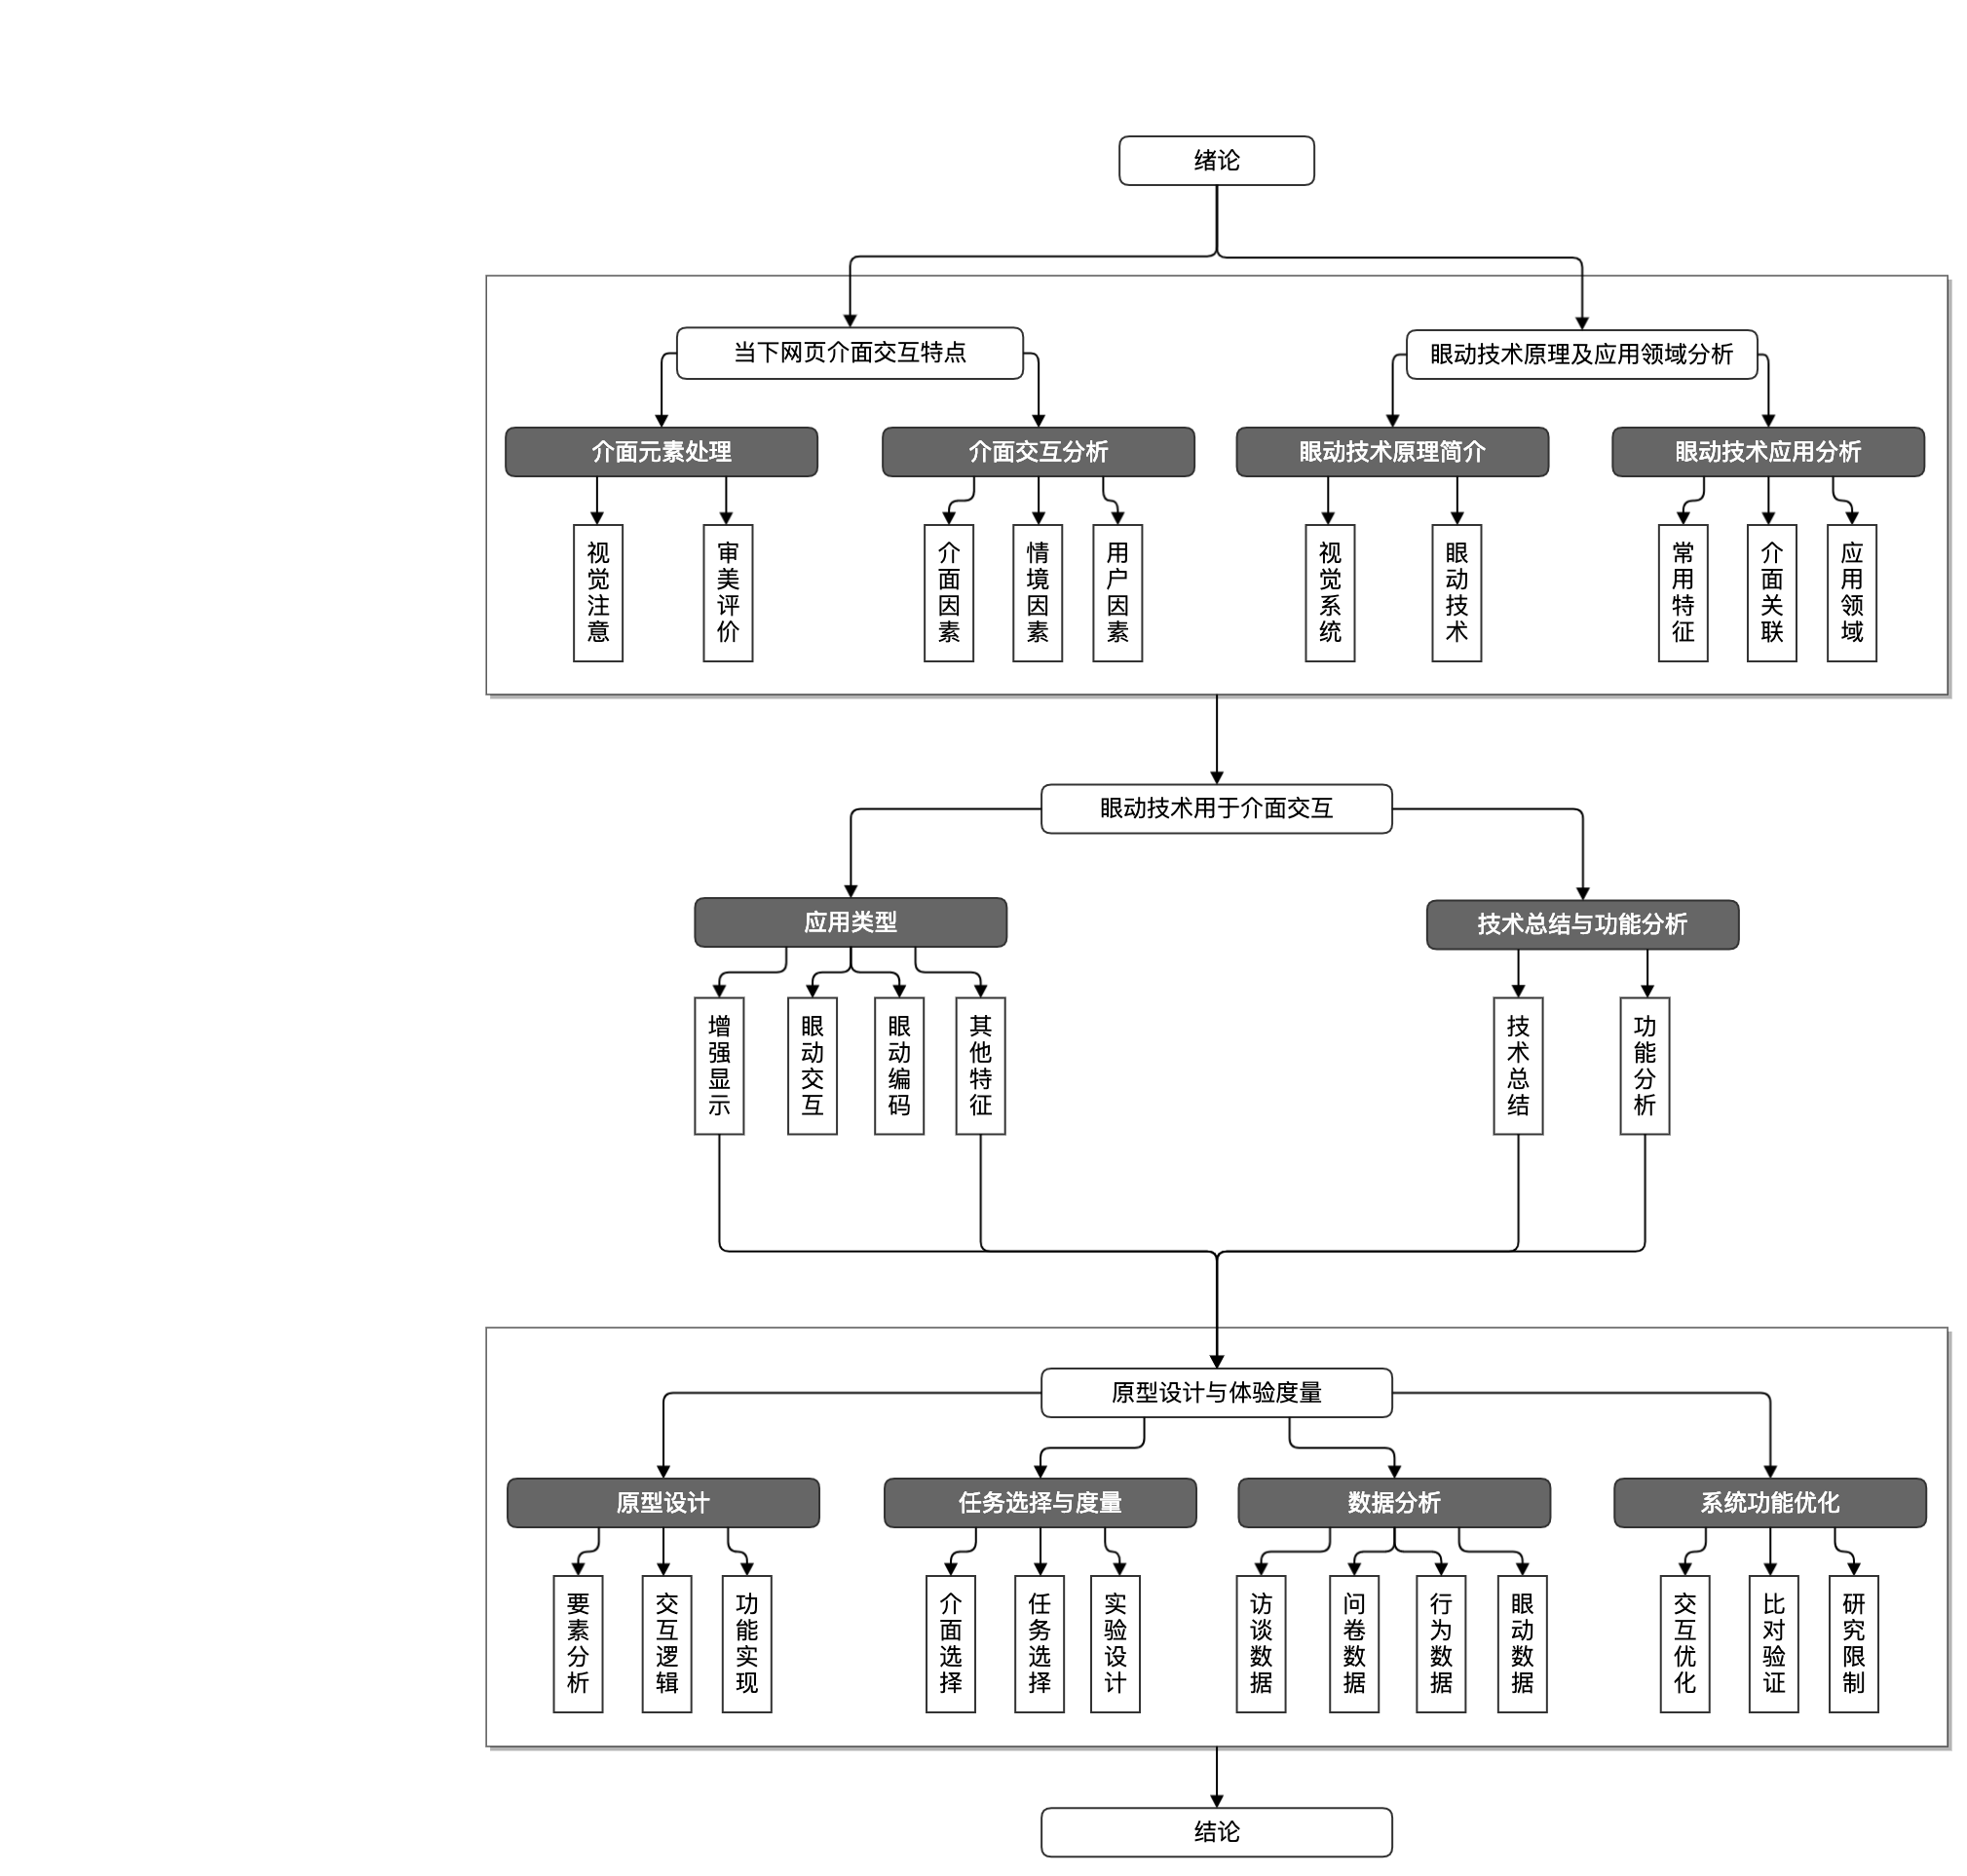 绪论
当下网页介面交互特点
眼动技术原理及应用领域分析
介面元素处理
介面交互分析
眼动技术原理简介
眼动技术应用分析
视觉注意
审美评价
介面因素
情境因素
用户因素
视觉系统
眼动技术
常用特征
介面关联
应用领域
眼动技术用于介面交互
应用类型
技术总结与功能分析
增强显示
眼动交互
眼动编码
其他特征
技术总结
功能分析
原型设计与体验度量
原型设计
任务选择与度量
数据分析
系统功能优化
要素分析
交互逻辑
功能实现
介面选择
任务选择
实验设计
访谈数据
问卷数据
行为数据
眼动数据
交互优化
比对验证
研究限制
结论